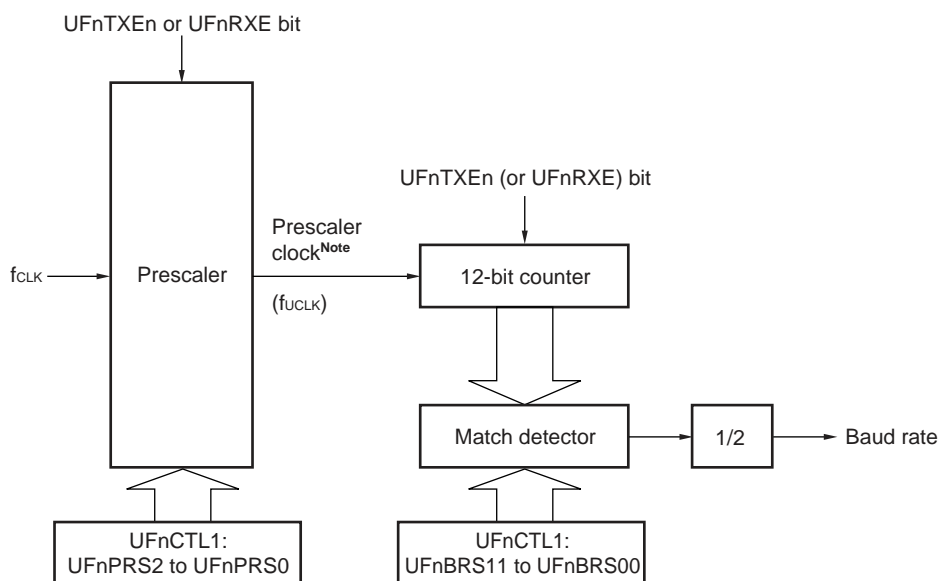 UFnTXEn or UFnRXE bit
UFnTXEn (or UFnRXE) bit
Prescaler
clockNote
fCLK
Prescaler
(fUCLK)
12-bit counter
Match detector
1/2
Baud rate
UFnCTL1:
UFnPRS2 to UFnPRS0
UFnCTL1:
UFnBRS11 to UFnBRS00